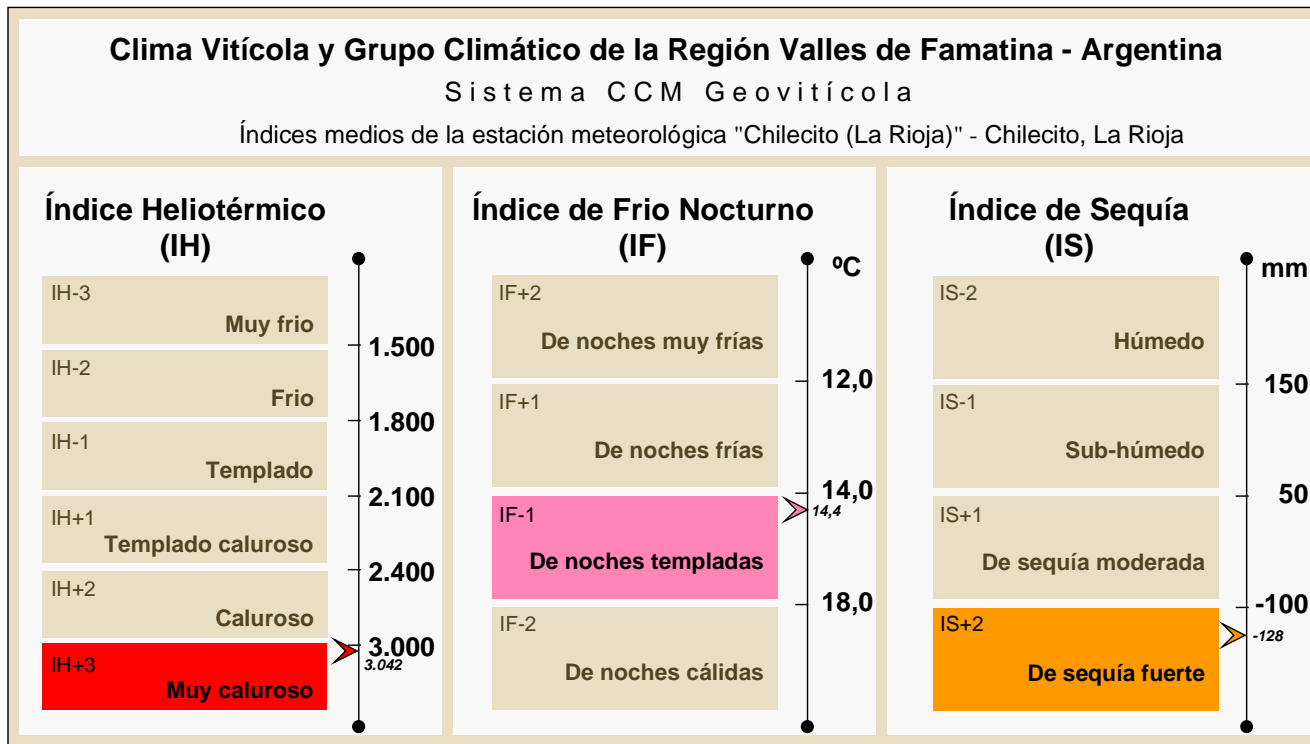 Clima Vitícola y Grupo Climático de la Región Valles de Famatina - Argentina
Sistema CCM Geovitícola
Índices medios de la estación meteorológica "Chilecito (La Rioja)" - Chilecito, La Rioja
Índice Heliotérmico
(IH)
IH-3
Muy frio
1.500
IH-2
Frio
1.800
IH-1
Templado
2.100
IH+1
Templado caluroso
2.400
IH+2
Caluroso
3.000
3.042
IH+3
Muy caluroso
Índice de Frio Nocturno
(IF)
ºC
IF+2
De noches muy frías
12,0
IF+1
De noches frías
14,0
14,4
IF-1
De noches templadas
18,0
IF-2
De noches cálidas
Índice de Sequía
(IS)
mm
IS-2
Húmedo
150
IS-1
Sub-húmedo
50
IS+1
De sequía moderada
-100
IS+2
-128
De sequía fuerte